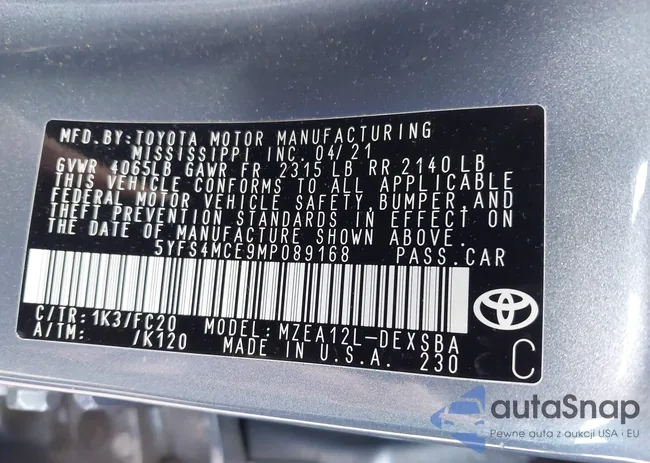 MFD.BY:TOYOTA MOTOR MANUFACTURING
MISSISSIPPI INC. 04/21
GVWR 4065LB GAWR FR 2315 LB RR 2140 LB
THIS VEHICLE CONFORMS TO ALL APPLICABLE
FEDERAL MOTOR VEHICLE SAFETY, BUMPER,AND
THEFT PREVENTION STANDARDS IN EFFECT ON
THE DATE OF MANUFACTURE SHOWN ABOVE.
5YFS4MCE9MP089168 PASS.CAR
C/TR:1K3/FC20 MODEL:MZEA12L-DEXSBA
A/TM: /K120 MADE IN U.S.A. 230
C
autaSnap
Pewne auta z aukcji USA i EU